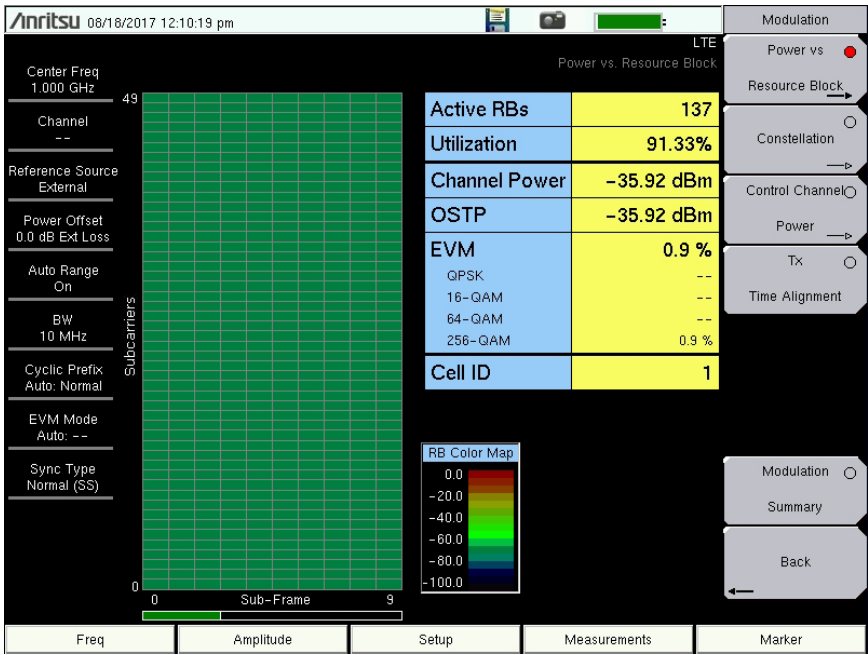 Anritsu 08/18/2017 12:10:19 pm
LTE
Power vs. Resource Block
Center Freq
1.000 GHz
Channel
--
Reference Source
External
Power Offset
0.0 dB Ext Loss
Auto Range
On
BW
10 MHz
Cyclic Prefix
Auto: Normal
EVM Mode
Auto: --
Sync Type
Normal (SS)
49
Subcarriers
0
0 Sub-Frame 9
Active RBs 137
Utilization 91.33%
Channel Power -35.92 dBm
OSTP -35.92 dBm
EVM 0.9 %
QPSK --
16-QAM --
64-QAM --
256-QAM 0.9 %
Cell ID 1
RB Color Map
0.0
-20.0
-40.0
-60.0
-80.0
-100.0
Modulation
Power vs
Resource Block
Constellation
Control Channel
Power
Tx
Time Alignment
Modulation
Summary
Back
Freq Amplitude Setup Measurements Marker